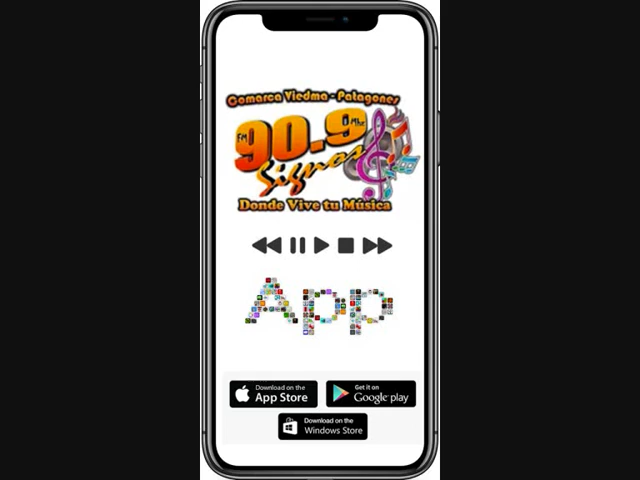 Comarca Viedma - Patagones
FM 90.9 Mhz
Signos
Donde Vive tu Música
App
Download on the
App Store
Get it on
Google play
Download on the
Windows Store